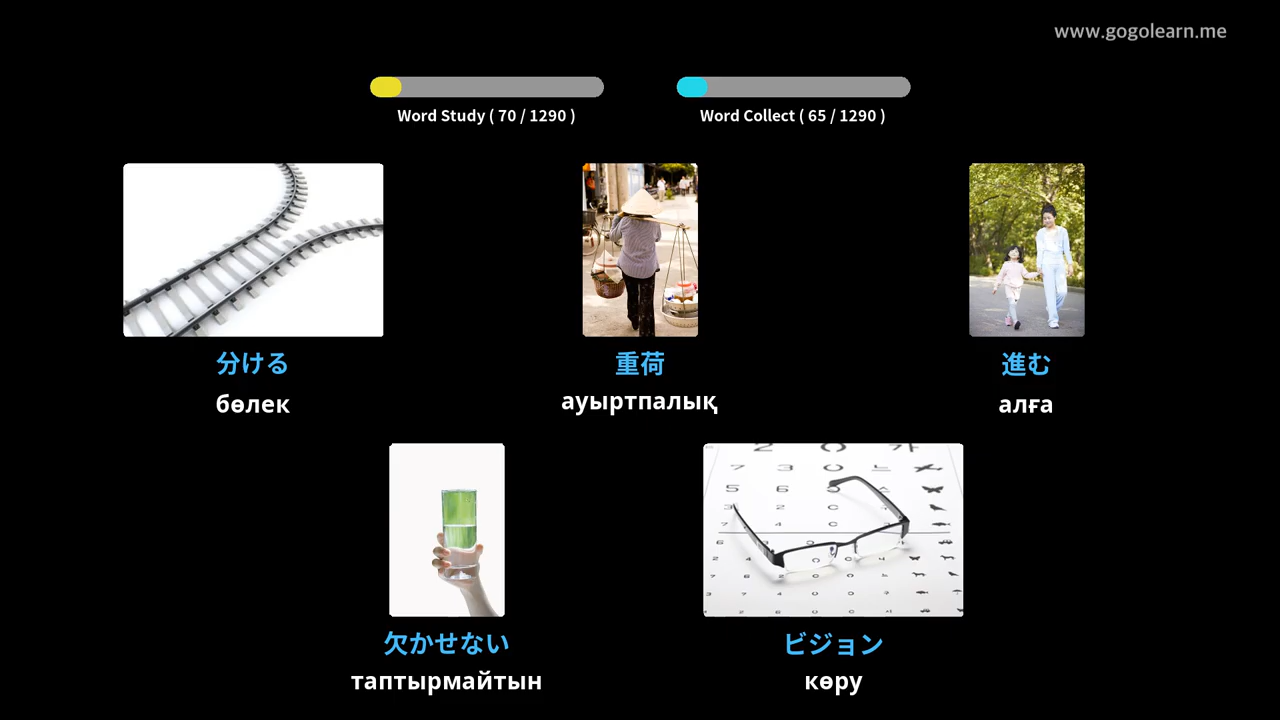 www.gogolearn.me
Word Study ( 70 / 1290 )
Word Collect ( 65 / 1290 )
分ける
бөлек
重荷
ауыртпалық
進む
алға
欠かせない
таптырмайтын
ビジョン
көру